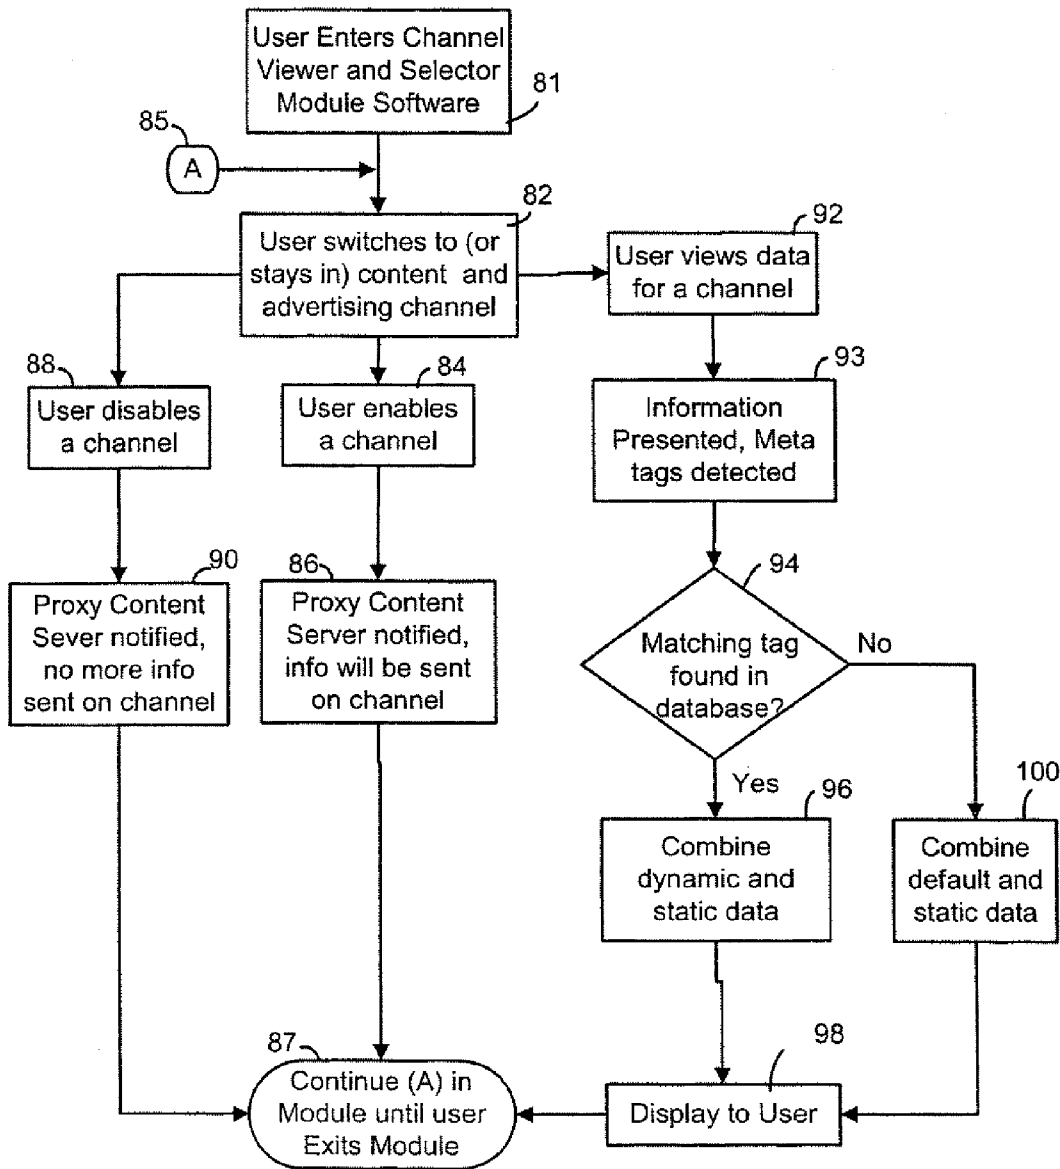 User Enters Channel
Viewer and Selector
Module Software
81
85
A
82
User switches to (or
stays in) content and
advertising channel
92
User views data
for a channel
88
User disables
a channel
84
User enables
a channel
93
Information
Presented, Meta
tags detected
90
Proxy Content
Sever notified,
no more info
sent on channel
86
Proxy Content
Server notified,
info will be sent
on channel
94
Matching tag
found in
database?
No
Yes
96
Combine
dynamic and
static data
100
Combine
default and
static data
87
Continue (A) in
Module until user
Exits Module
98
Display to User